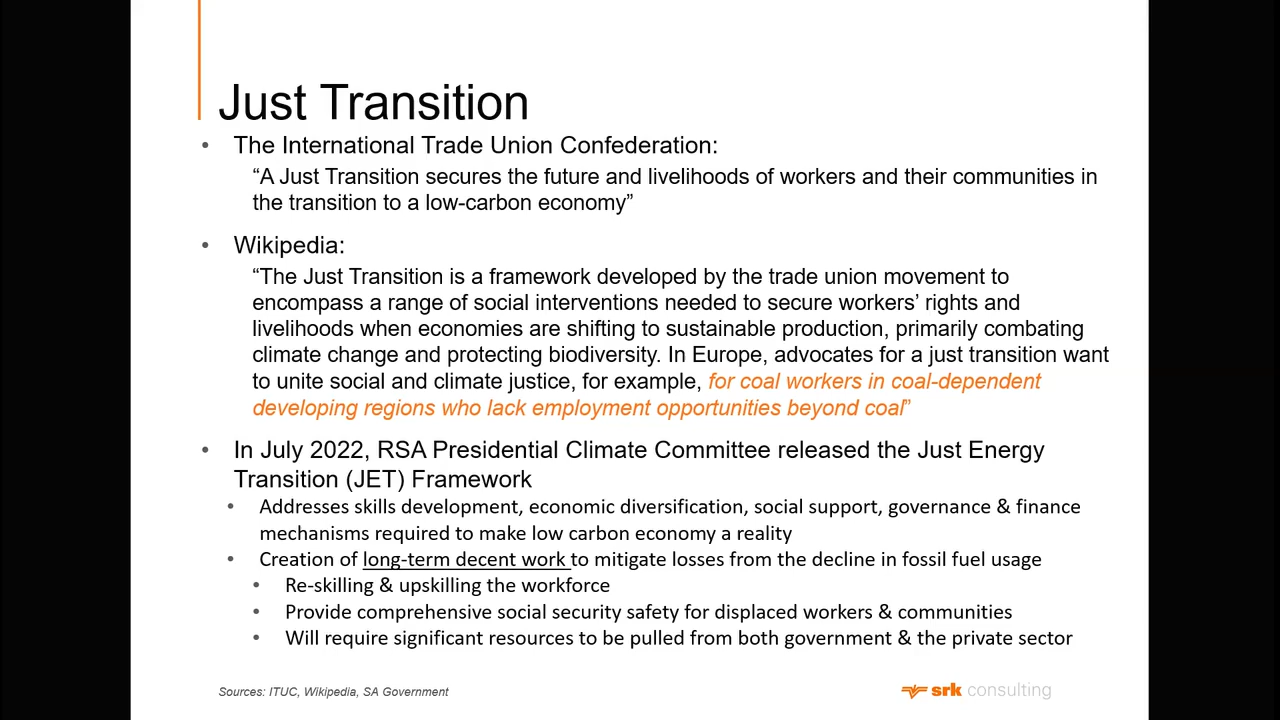 Just Transition
• The International Trade Union Confederation:
“A Just Transition secures the future and livelihoods of workers and their communities in
the transition to a low-carbon economy”
• Wikipedia:
“The Just Transition is a framework developed by the trade union movement to
encompass a range of social interventions needed to secure workers’ rights and
livelihoods when economies are shifting to sustainable production, primarily combating
climate change and protecting biodiversity. In Europe, advocates for a just transition want
to unite social and climate justice, for example, for coal workers in coal-dependent
developing regions who lack employment opportunities beyond coal”
• In July 2022, RSA Presidential Climate Committee released the Just Energy
Transition (JET) Framework
• Addresses skills development, economic diversification, social support, governance & finance
mechanisms required to make low carbon economy a reality
• Creation of long-term decent work to mitigate losses from the decline in fossil fuel usage
• Re-skilling & upskilling the workforce
• Provide comprehensive social security safety for displaced workers & communities
• Will require significant resources to be pulled from both government & the private sector
Sources: ITUC, Wikipedia, SA Government
srk consulting